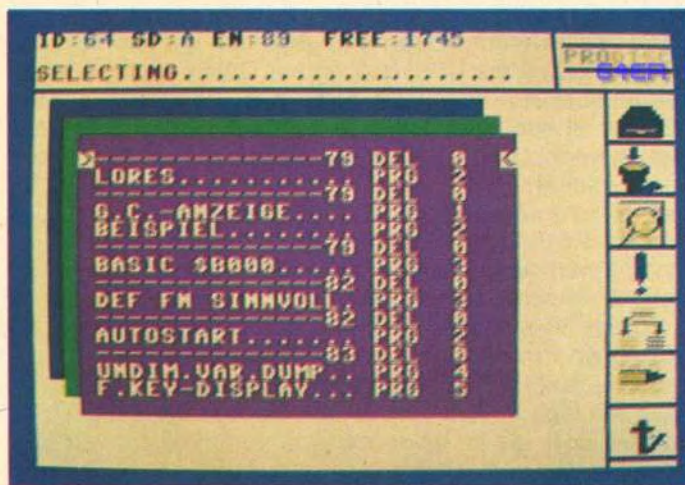 ID:64 SD:A EN:89 FREE:1745
SELECTING......................
PRODISC
64ER
----------------79 DEL 0
LORES........... PRG 2
----------------79 DEL 0
G.C.-ANZEIGE.... PRG 1
BEISPIEL........ PRG 2
----------------79 DEL 0
BASIC $B000..... PRG 3
----------------82 DEL 0
DEF FN SINNVOLL. PRG 3
----------------82 DEL 0
AUTOSTART....... PRG 2
----------------83 DEL 0
UNDIM.VAR.DUMP.. PRG 4
F.KEY-DISPLAY... PRG 5